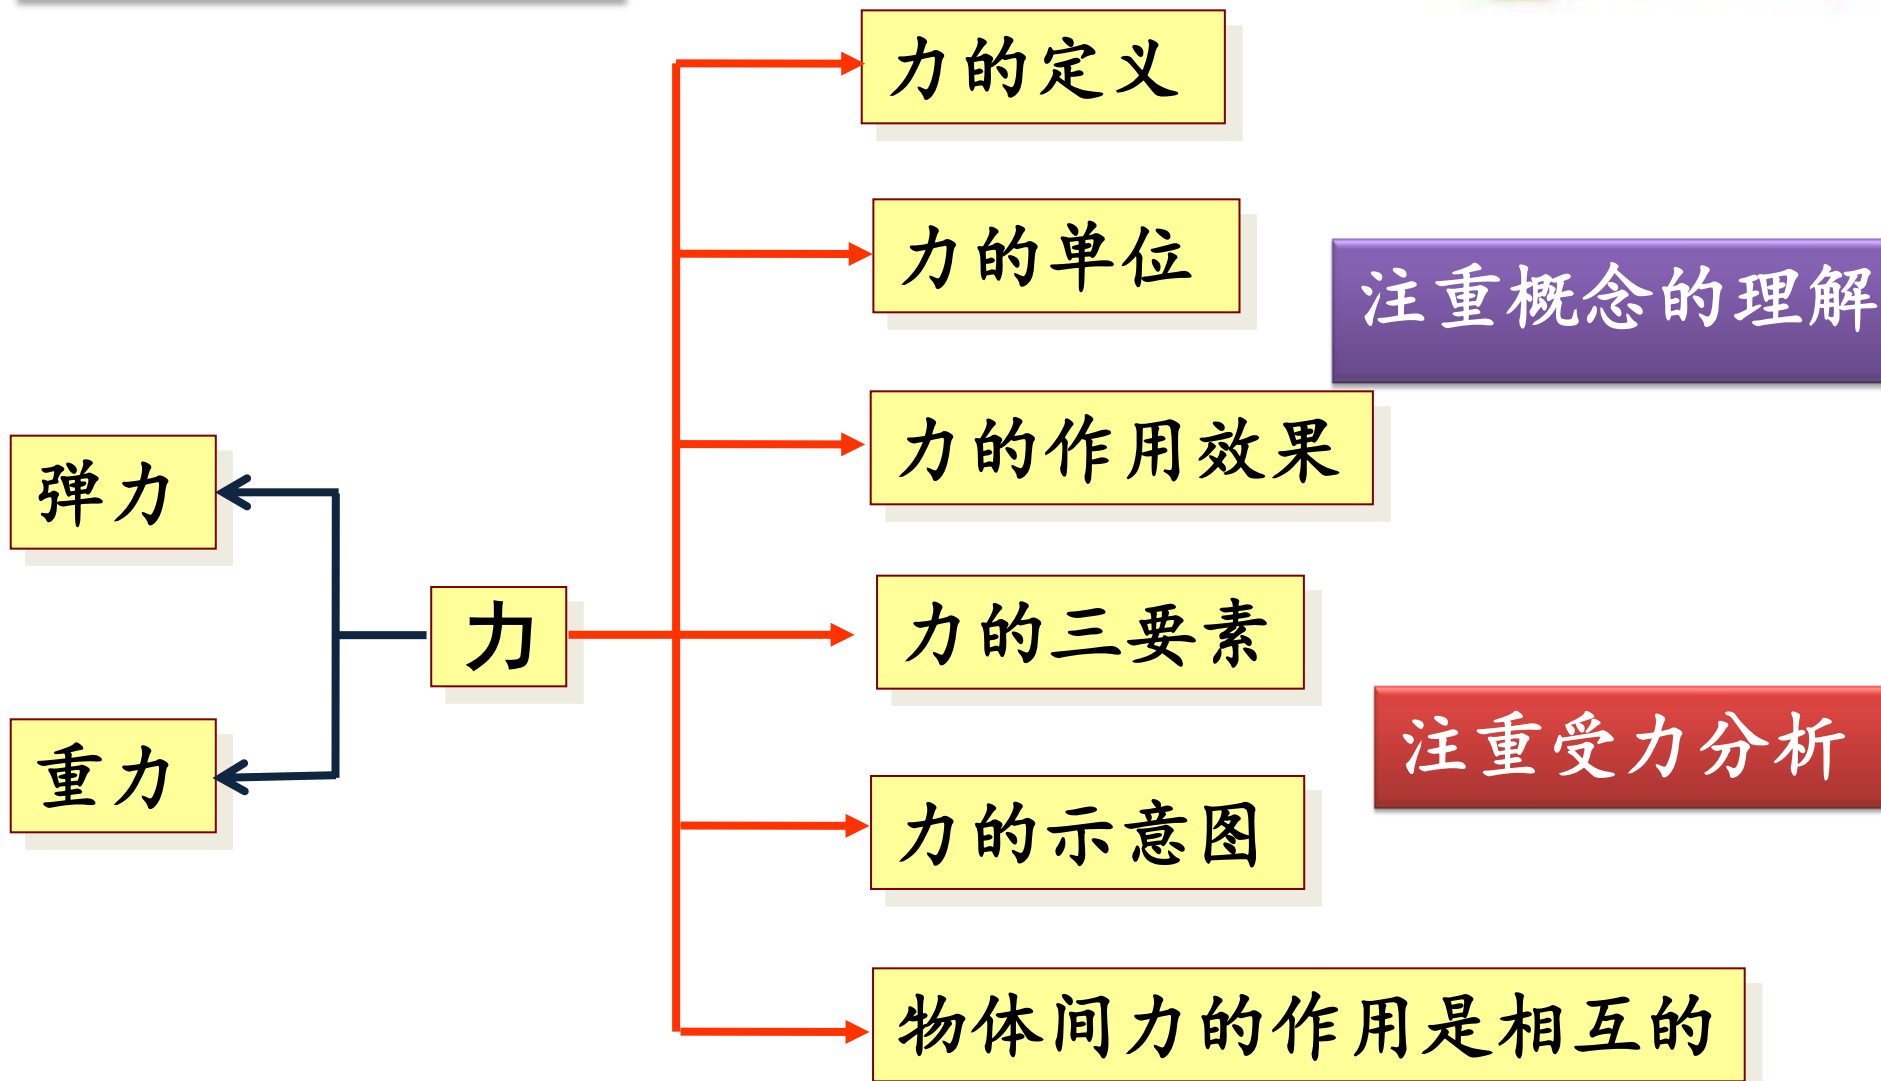 力的定义
力的单位
注重概念的理解
力的作用效果
弹力
力
力的三要素
重力
注重受力分析
力的示意图
物体间力的作用是相互的